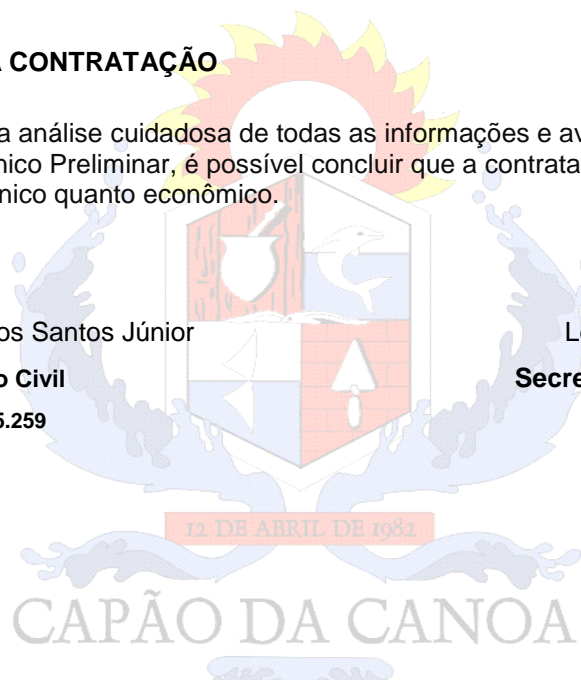 A CONTRATAÇÃO
a análise cuidadosa de todas as informações e av
nico Preliminar, é possível concluir que a contrata
nico quanto econômico.
os Santos Júnior
o Civil
Secre
5.259
12 DE ABRIL DE 1982
CAPÃO DA CANOA